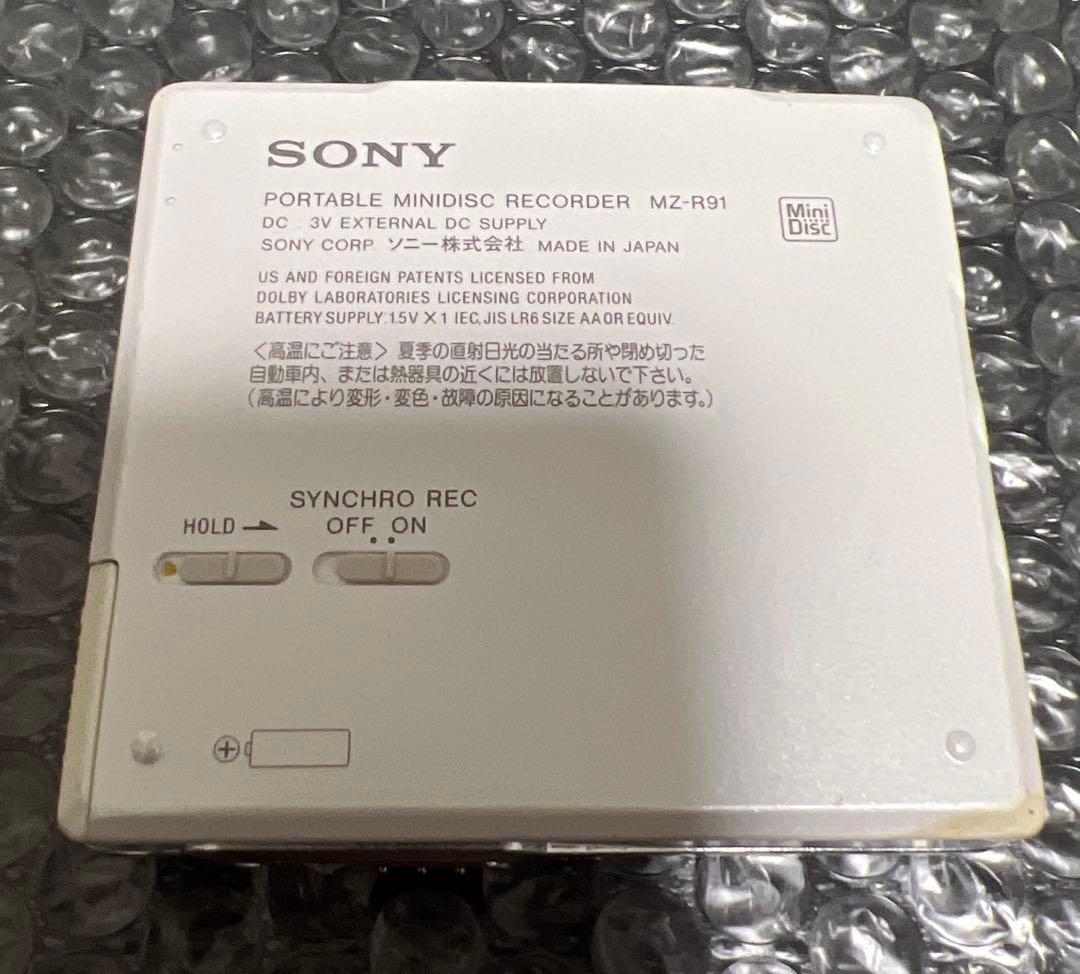 SONY
PORTABLE MINIDISC RECORDER MZ-R91
Mini Disc
DC : 3V EXTERNAL DC SUPPLY
SONY CORP. ソニー株式会社 MADE IN JAPAN
US AND FOREIGN PATENTS LICENSED FROM
DOLBY LABORATORIES LICENSING CORPORATION
BATTERY SUPPLY:1.5V X 1 IEC, JIS LR6 SIZE AA OR EQUIV.
〈高温にご注意〉夏季の直射日光の当たる所や閉め切った
自動車内、または熱器具の近くには放置しないで下さい。
(高温により変形・変色・故障の原因になることがあります。)
SYNCHRO REC
HOLD OFF ON